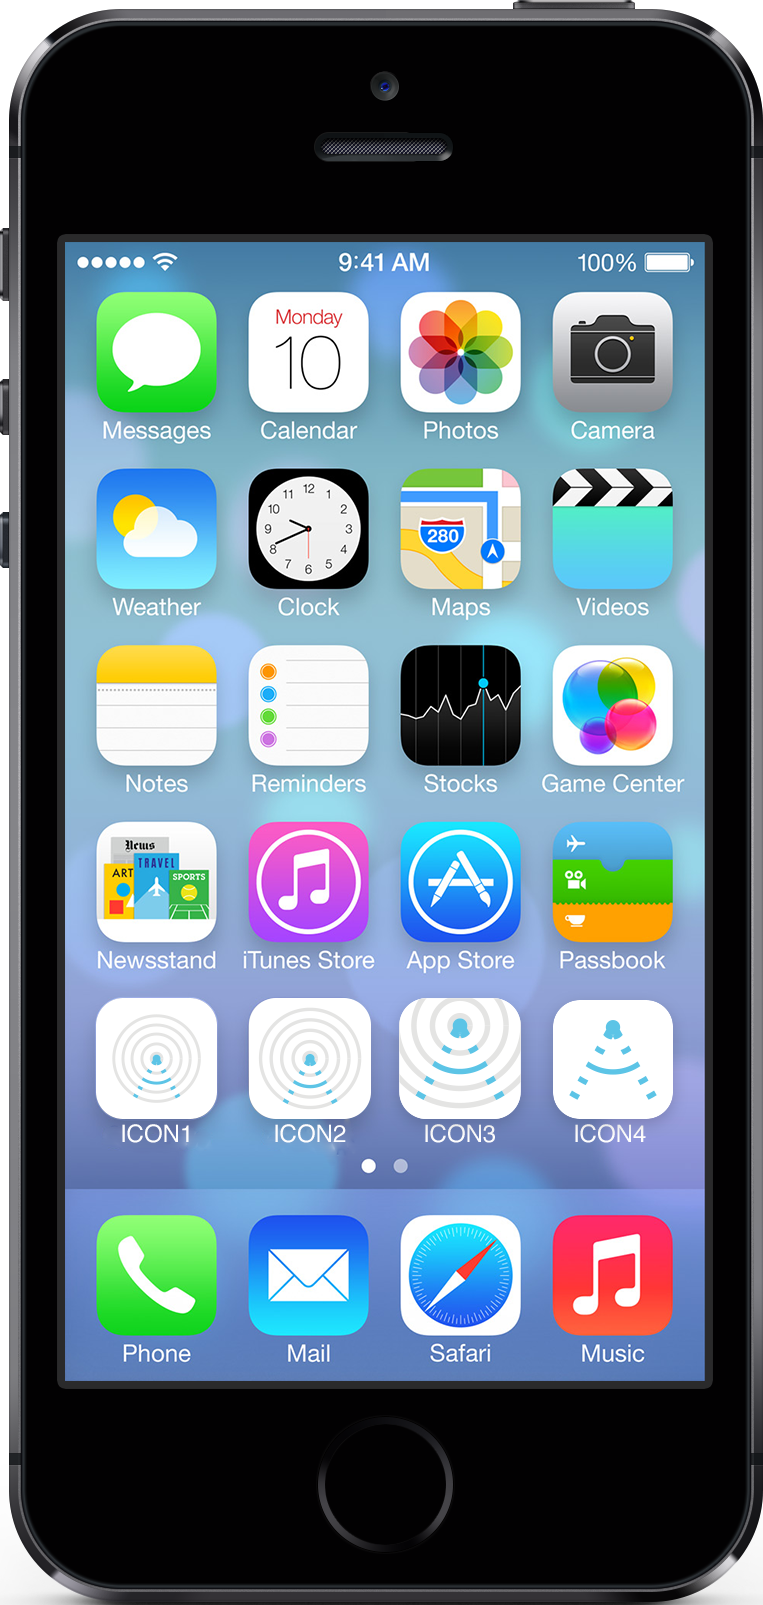 9:41 AM 100%
Monday
10
Messages Calendar Photos Camera
12
11 1
10 2
9 3
8 4
7 5
6
280
Weather Clock Maps Videos
Notes Reminders Stocks Game Center
News
ART TRAVEL SPORTS
Newsstand iTunes Store App Store Passbook
ICON1 ICON2 ICON3 ICON4
Phone Mail Safari Music